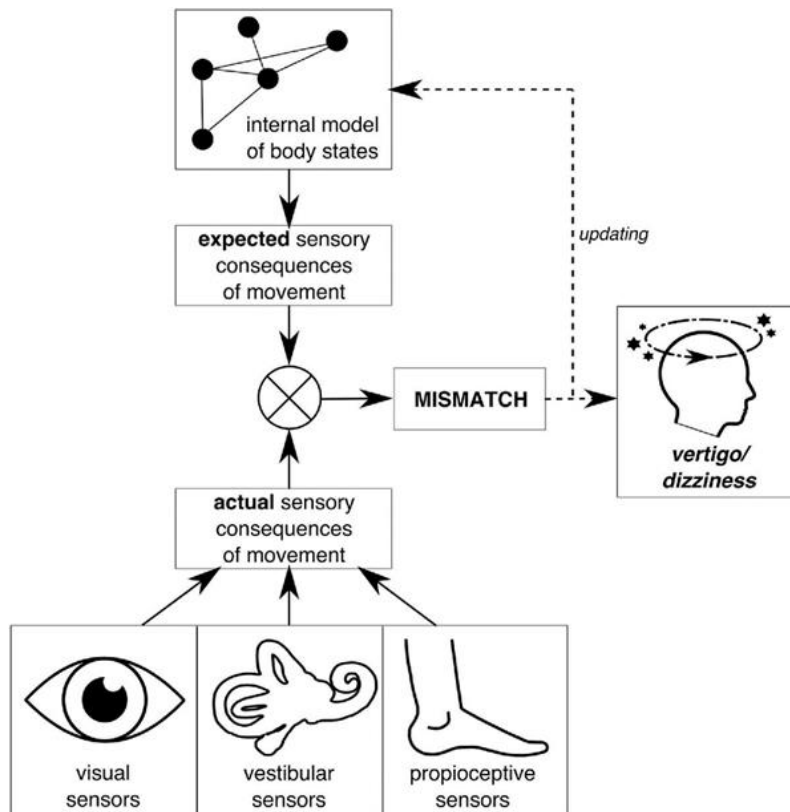 internal model
of body states
expected sensory
consequences
of movement
updating
MISMATCH
vertigo/
dizziness
actual sensory
consequences
of movement
visual
sensors
vestibular
sensors
propioceptive
sensors